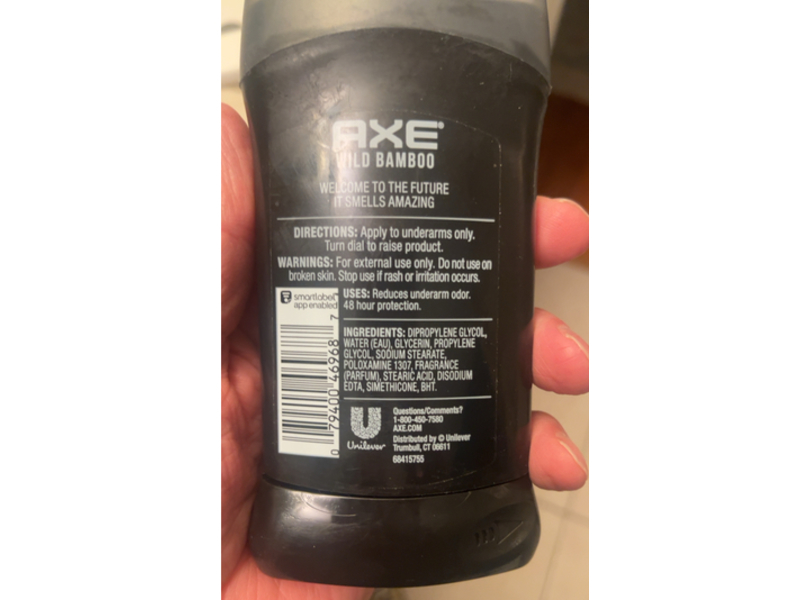 AXE®
WILD BAMBOO
WELCOME TO THE FUTURE
IT SMELLS AMAZING
DIRECTIONS: Apply to underarms only.
Turn dial to raise product.
WARNINGS: For external use only. Do not use on
broken skin. Stop use if rash or irritation occurs.
smartlabel
app-enabled
USES: Reduces underarm odor.
48 hour protection.
INGREDIENTS: DIPROPYLENE GLYCOL,
WATER (EAU), GLYCERIN, PROPYLENE
GLYCOL, SODIUM STEARATE,
POLOXAMINE 1307, FRAGRANCE
(PARFUM), STEARIC ACID, DISODIUM
EDTA, SIMETHICONE, BHT.
0 79400 46968 7
U
Unilever
Questions/Comments?
1-800-450-7580
AXE.COM
Distributed by © Unilever
Trumbull, CT 06611
68415755